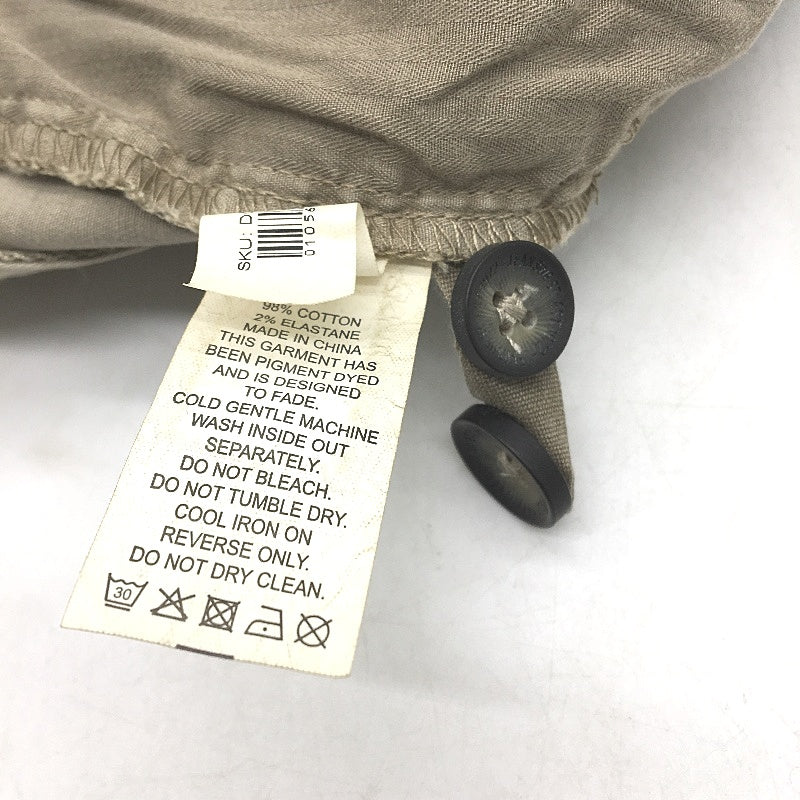 SKU: D
01056
98% COTTON
2% ELASTANE
MADE IN CHINA
THIS GARMENT HAS
BEEN PIGMENT DYED
AND IS DESIGNED
TO FADE.
COLD GENTLE MACHINE
WASH INSIDE OUT
SEPARATELY.
DO NOT BLEACH.
DO NOT TUMBLE DRY.
COOL IRON ON
REVERSE ONLY.
DO NOT DRY CLEAN.
30